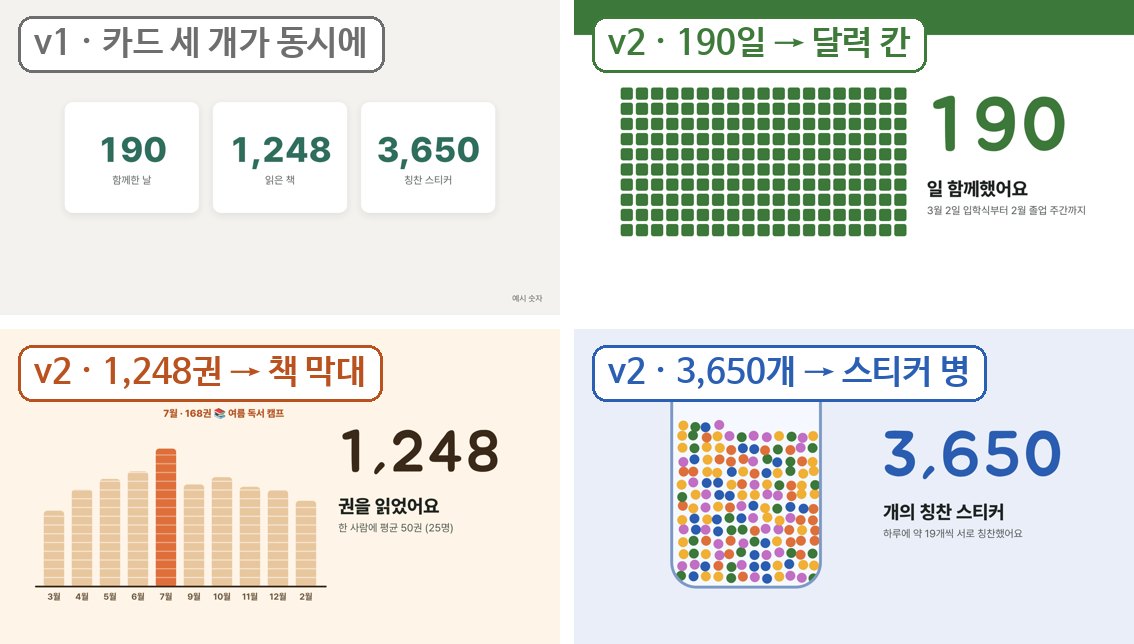 v1 · 카드 세 개가 동시에
190
함께한 날
1,248
읽은 책
3,650
칭찬 스티커
예시 숫자
v2 · 190일 → 달력 칸
190
일 함께했어요
3월 2일 입학식부터 2월 졸업 주간까지
v2 · 1,248권 → 책 막대
7월 · 168권 📚 여름 독서 캠프
1,248
권을 읽었어요
한 사람에 평균 50권 (25명)
3월 4월 5월 6월 7월 9월 10월 11월 12월 2월
v2 · 3,650개 → 스티커 병
3,650
개의 칭찬 스티커
하루에 약 19개씩 서로 칭찬했어요